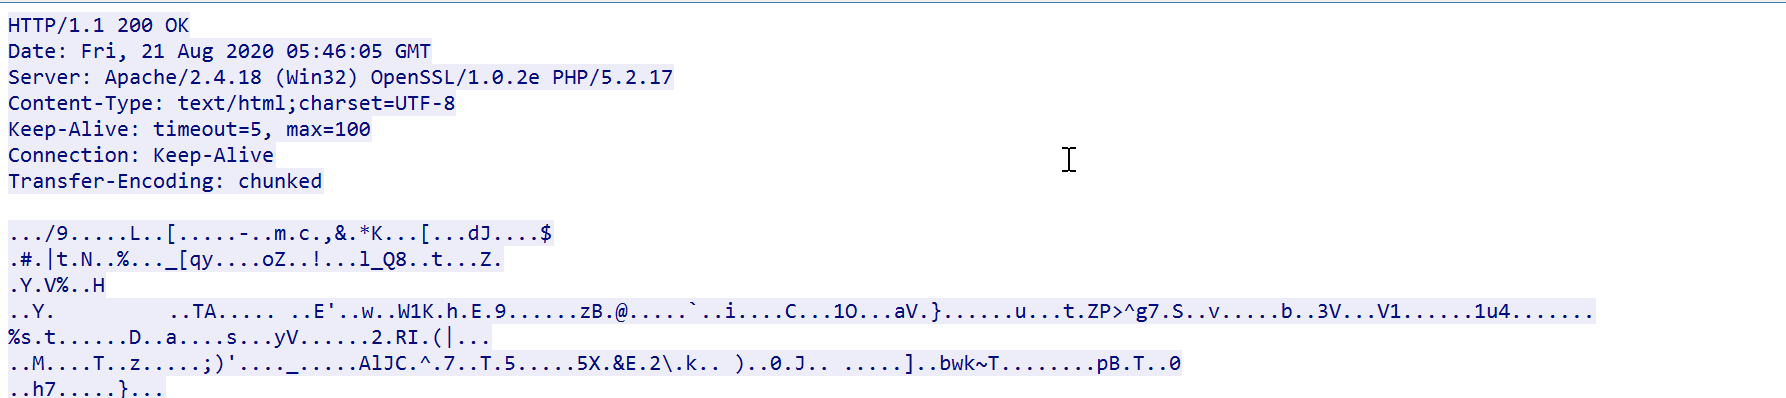 HTTP/1.1 200 OK
Date: Fri, 21 Aug 2020 05:46:05 GMT
Server: Apache/2.4.18 (Win32) OpenSSL/1.0.2e PHP/5.2.17
Content-Type: text/html;charset=UTF-8
Keep-Alive: timeout=5, max=100
Connection: Keep-Alive
Transfer-Encoding: chunked
.../9.....L..[.....-..m.c.,&.*K...[...dJ....$
.#.|t.N..%..._[qy....oZ..!...l_Q8..t...Z.
.Y.V%..H
..Y.		..TA..... ..E'..w..W1K.h.E.9......zB.@.....`..i....C...1O...aV.}......u...t.ZP>^g7.S..v.....b..3V...V1......1u4.......
%s.t......D..a....s...yV......2.RI.(|...
..M....T..z.....;)'...._.....AlJC.^.7..T.5.....5X.&E.2\.k.. )..0.J.. .....]..bwk~T........pB.T..0
..h7.....}...